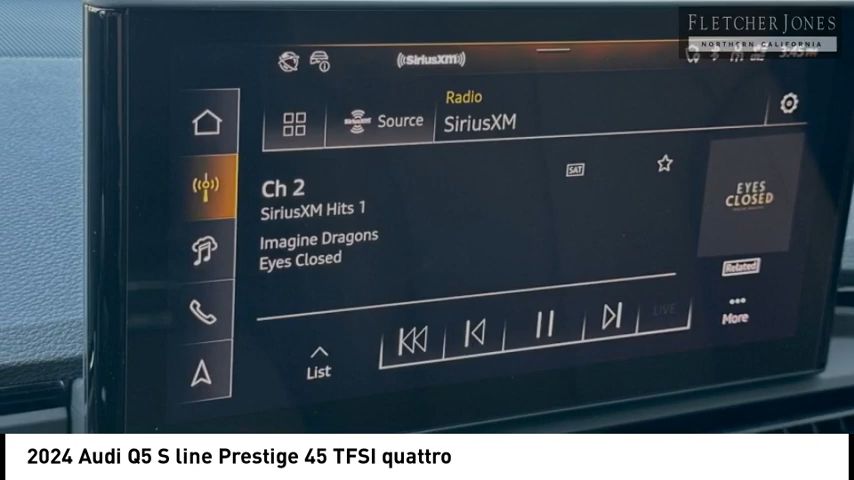 FLETCHER JONES
NORTHERN CALIFORNIA
((SiriusXM))
Radio
Source
SiriusXM
Ch 2
SAT
SiriusXM Hits 1
EYES
CLOSED
Imagine Dragons
Eyes Closed
Related
LIVE
More
List
2024 Audi Q5 S line Prestige 45 TFSI quattro